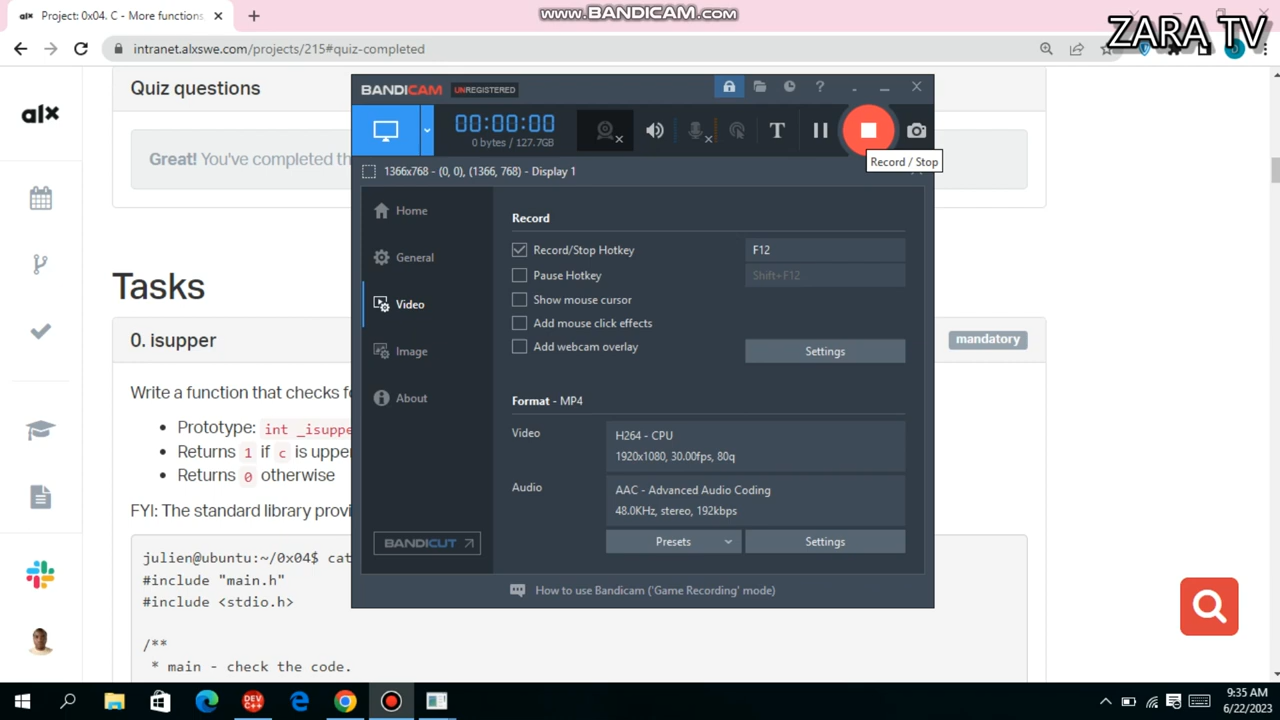 Project: 0x04. C - More functions
www.BANDICAM.com
ZARA TV
intranet.alxswe.com/projects/215#quiz-completed
alx
Quiz questions
Great! You've completed th
Tasks
0. isupper
mandatory
Write a function that checks fo
Prototype: int _isuppe
Returns 1 if c is upper
Returns 0 otherwise
FYI: The standard library provi
julien@ubuntu:~/0x04$ cat
#include "main.h"
#include <stdio.h>
/**
* main - check the code.
BANDICAM UNREGISTERED
00:00:00
0 bytes / 127.7GB
Record / Stop
1366x768 - (0, 0), (1366, 768) - Display 1
Home
General
Video
Image
About
BANDICUT
Record
Record/Stop Hotkey F12
Pause Hotkey Shift+F12
Show mouse cursor
Add mouse click effects
Add webcam overlay
Settings
Format - MP4
Video
H264 - CPU
1920x1080, 30.00fps, 80q
Audio
AAC - Advanced Audio Coding
48.0KHz, stereo, 192kbps
Presets
Settings
How to use Bandicam ('Game Recording' mode)
DEV
9:35 AM
6/22/2023